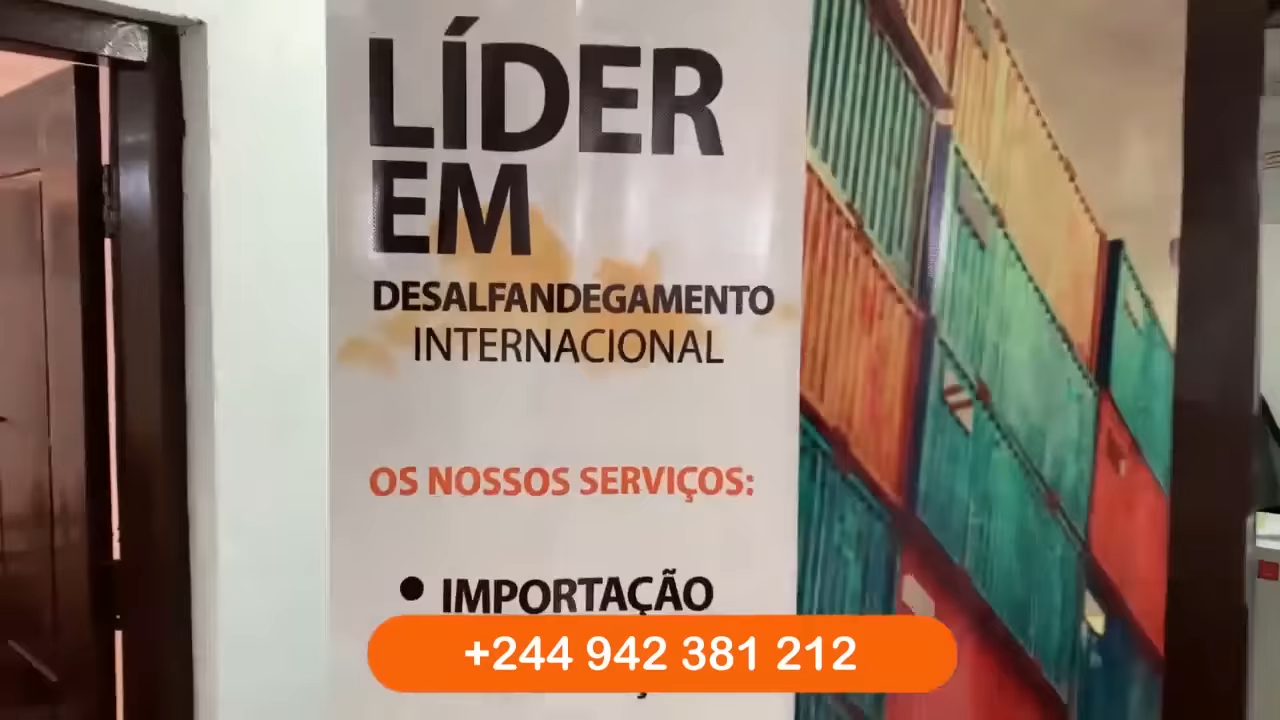 LÍDER
EM
DESALFANDEGAMENTO
INTERNACIONAL
OS NOSSOS SERVIÇOS:
• IMPORTAÇÃO
+244 942 381 212